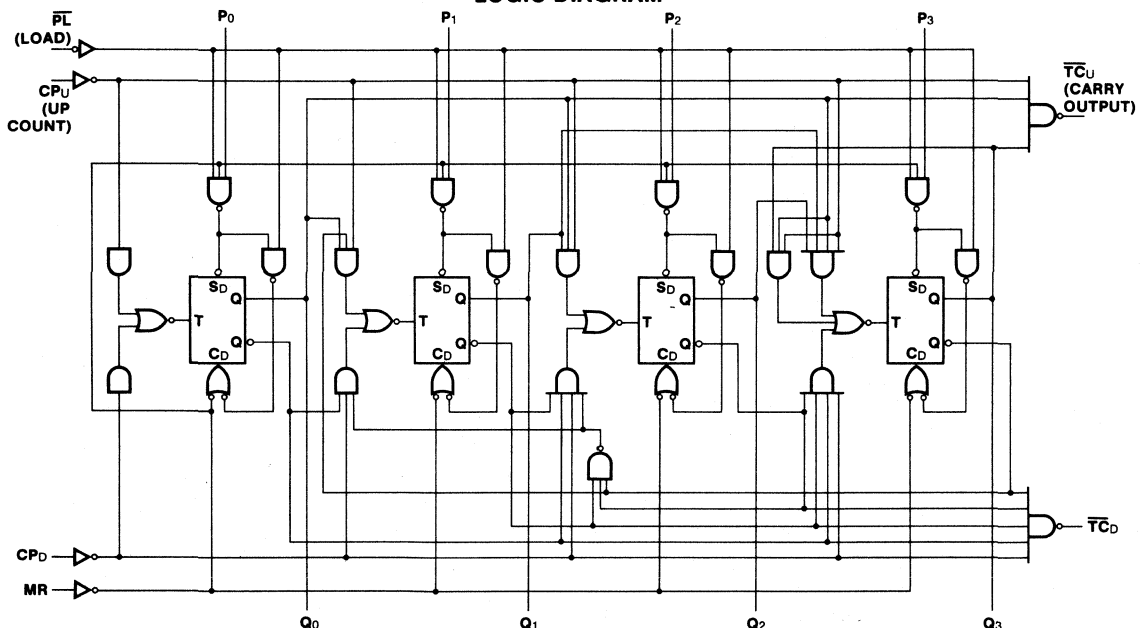 LOGIC DIAGRAM
PL
(LOAD)
P0
P1
P2
P3
CPU
(UP
COUNT)
TCU
(CARRY
OUTPUT)
SD
Q
T
Q
CD
SD
Q
T
Q
CD
SD
Q
T
Q
CD
SD
Q
T
Q
CD
CPD
TCD
MR
Q0
Q1
Q2
Q3